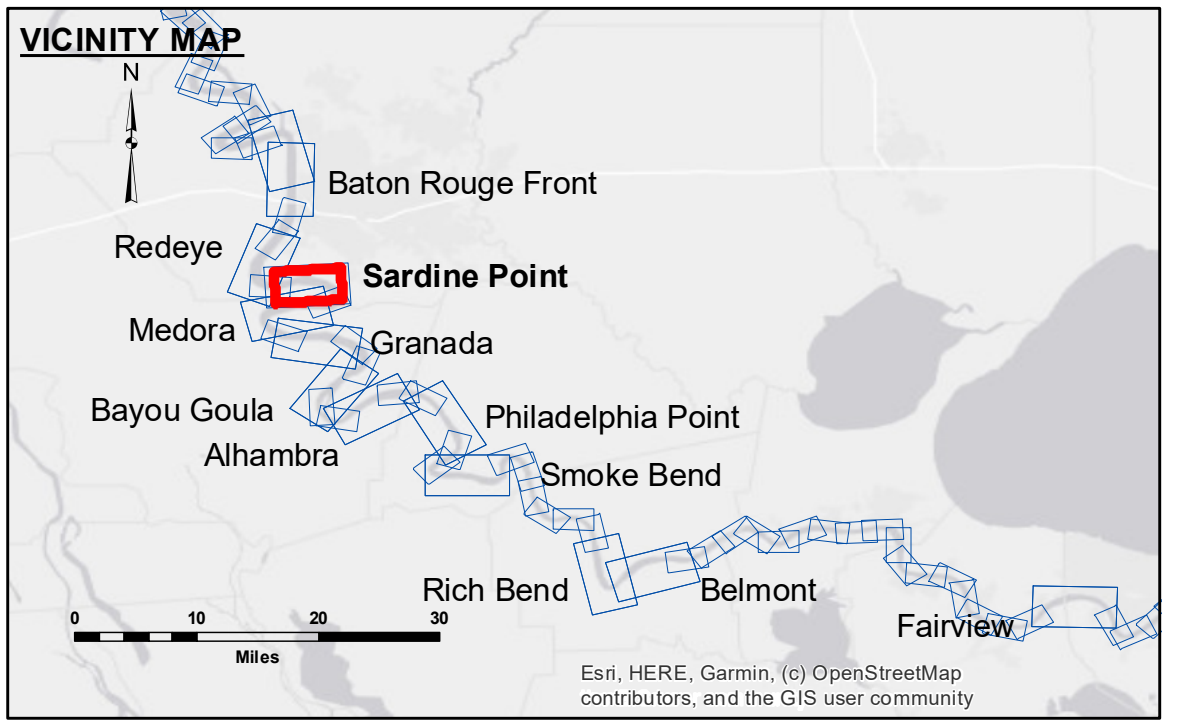 VICINITY MAP
N
Baton Rouge Front
Redeye
Sardine Point
Medora
Granada
Bayou Goula
Philadelphia Point
Alhambra
Smoke Bend
Rich Bend
Belmont
Fairview
0 10 20 30
Miles
Esri, HERE, Garmin, (c) OpenStreetMap
contributors, and the GIS user community